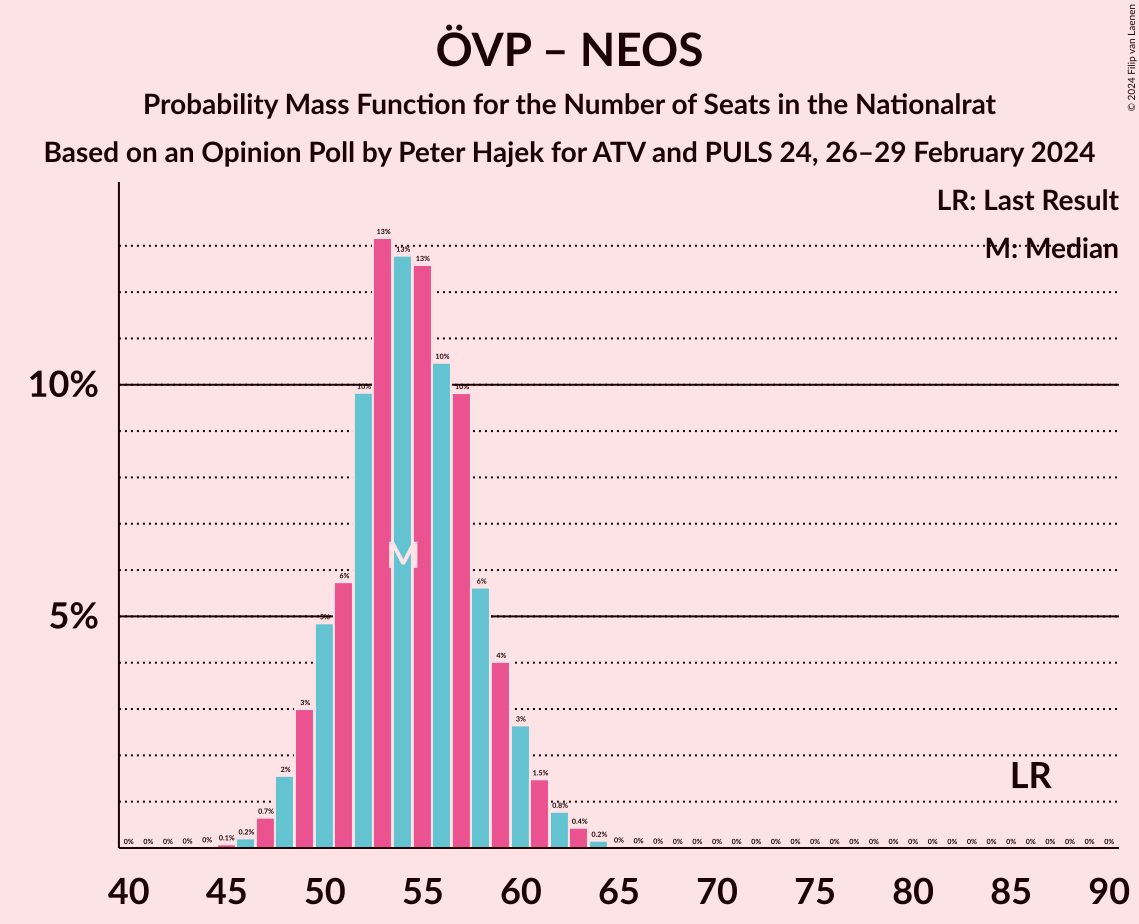 ÖVP – NEOS
Probability Mass Function for the Number of Seats in the Nationalrat
Based on an Opinion Poll by Peter Hajek for ATV and PULS 24, 26–29 February 2024
© 2024 Filip van Laenen
LR: Last Result
M: Median
10%
5%
0% 0% 0% 0% 0% 0.1% 0.2% 0.7% 2% 3% 5% 6% 10% 13% 13% 13% 10% 10% 6% 4% 3% 1.5% 0.8% 0.4% 0.2% 0% 0% 0% 0% 0% 0% 0% 0% 0% 0% 0% 0% 0% 0% 0% 0% 0% 0% 0% 0% 0% 0% 0% 0% 0% 0%
M
LR
40 45 50 55 60 65 70 75 80 85 90